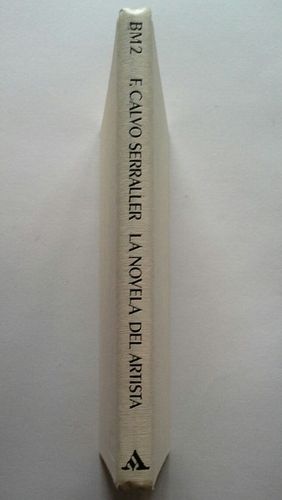 BM2 F. CALVO SERRALLER LA NOVELA DEL ARTISTA